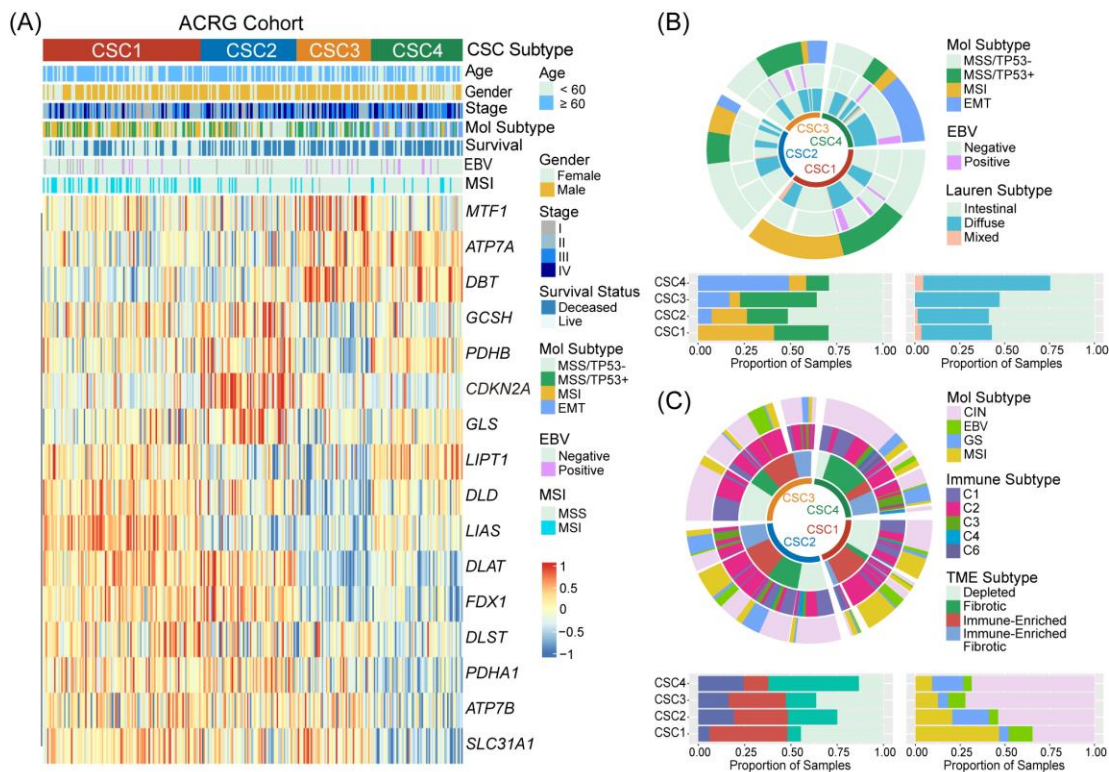 (A)
ACRG Cohort
CSC1 CSC2 CSC3 CSC4 CSC Subtype
Age
Gender
Stage
Mol Subtype
Survival
EBV
MSI
MTF1
ATP7A
DBT
GCSH
PDHB
CDKN2A
GLS
LIPT1
DLD
LIAS
DLAT
FDX1
DLST
PDHA1
ATP7B
SLC31A1
Age
< 60
≥ 60
Gender
Female
Male
Stage
I
II
III
IV
Survival Status
Deceased
Live
Mol Subtype
MSS/TP53-
MSS/TP53+
MSI
EMT
EBV
Negative
Positive
MSI
MSS
MSI
1
0.5
0
−0.5
−1
(B)
CSC3
CSC4
CSC2
CSC1
Mol Subtype
MSS/TP53-
MSS/TP53+
MSI
EMT
EBV
Negative
Positive
Lauren Subtype
Intestinal
Diffuse
Mixed
CSC4
CSC3
CSC2
CSC1
0.00 0.25 0.50 0.75 1.00
Proportion of Samples
0.00 0.25 0.50 0.75 1.00
Proportion of Samples
(C)
CSC3
CSC4
CSC1
CSC2
Mol Subtype
CIN
EBV
GS
MSI
Immune Subtype
C1
C2
C3
C4
C6
TME Subtype
Depleted
Fibrotic
Immune-Enriched
Immune-Enriched
Fibrotic
CSC4
CSC3
CSC2
CSC1
0.00 0.25 0.50 0.75 1.00
Proportion of Samples
0.00 0.25 0.50 0.75 1.00
Proportion of Samples